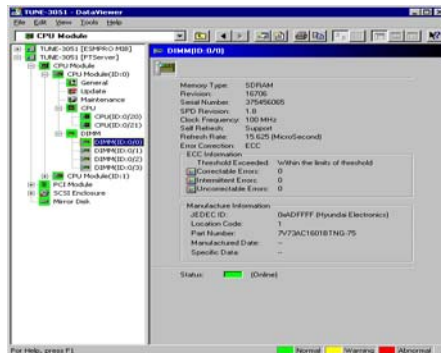 TUNE-3051 - DataViewer
File Edit View Tools Help
CPU Module
TUNE-3051 [ESMPRO MIB]
TUNE-3051 [FTServer]
CPU Module
CPU Module(ID:0)
General
Update
Maintenance
CPU
CPU(ID:0/20)
CPU(ID:0/21)
DIMM
DIMM(ID:0/0)
DIMM(ID:0/1)
DIMM(ID:0/2)
DIMM(ID:0/3)
CPU Module(ID:1)
PCI Module
SCSI Enclosure
Mirror Disk
DIMM(ID:0/0)
Memory Type: SDRAM
Revision: 16706
Serial Number: 375456065
SPD Revision: 1.8
Clock Frequency: 100 MHz
Self Refresh: Support
Refresh Rate: 15.625 (MicroSecond)
Error Correction: ECC
ECC Information
Threshold Exceeded: Within the limits of threshold
Correctable Errors: 0
Intermittent Errors: 0
Uncorrectable Errors: 0
Manufacture Information
JEDEC ID: 0xADFFFF (Hyundai Electronics)
Location Code: 1
Part Number: 7V73AC1601BTNG-75
Manufactured Date: --
Specific Data: --
Status: (Online)
For Help, press F1
Normal Warning Abnormal